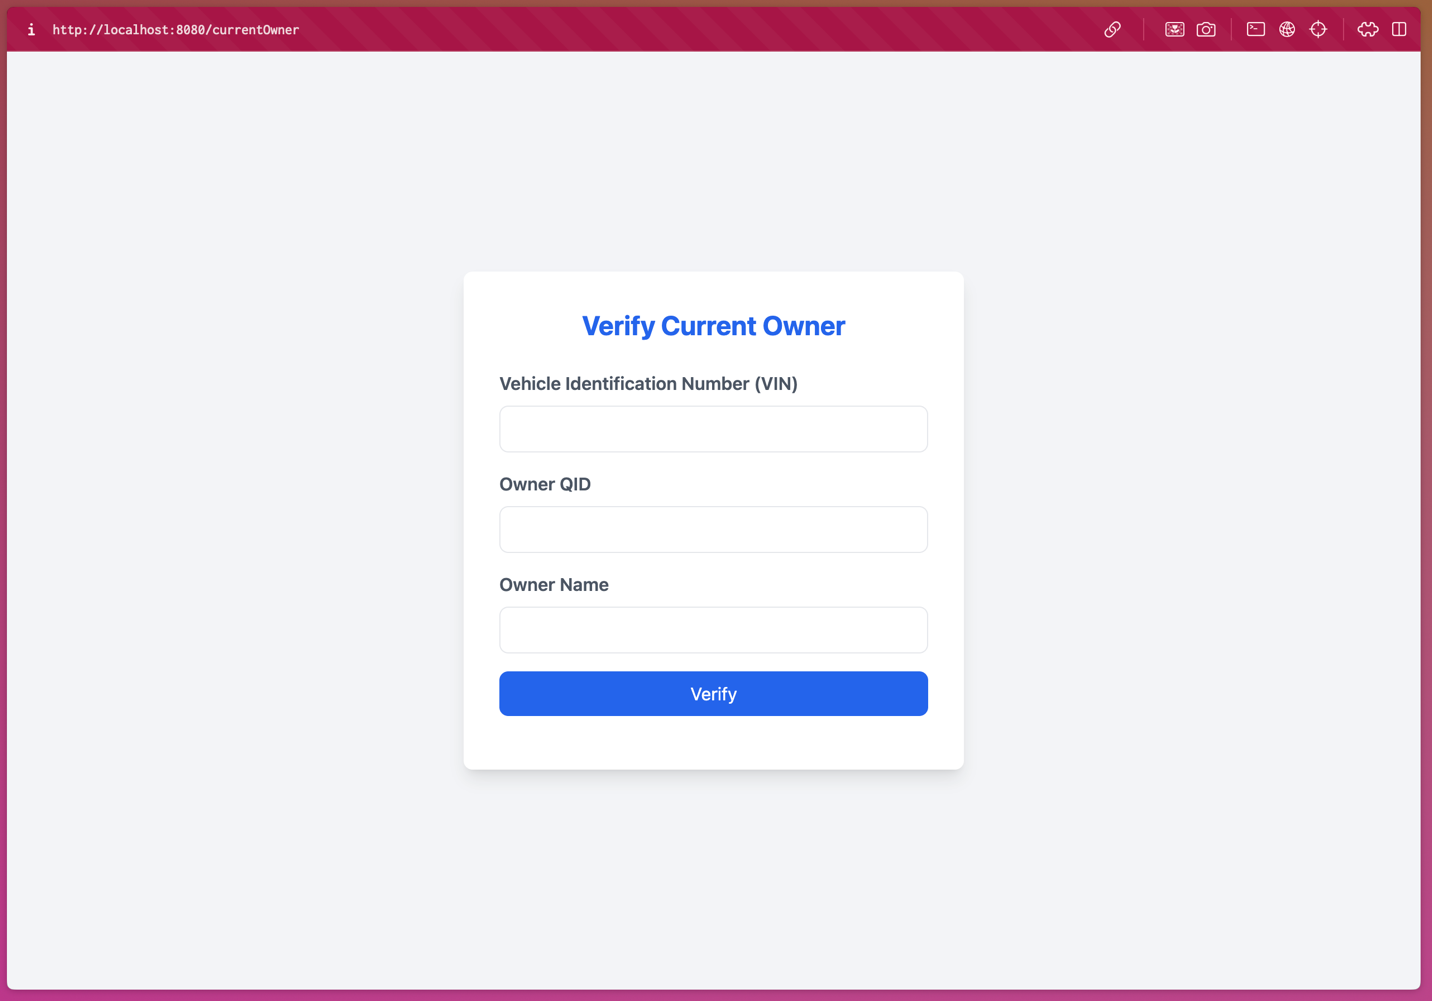 i http://localhost:8080/currentOwner
Verify Current Owner
Vehicle Identification Number (VIN)
Owner QID
Owner Name
Verify